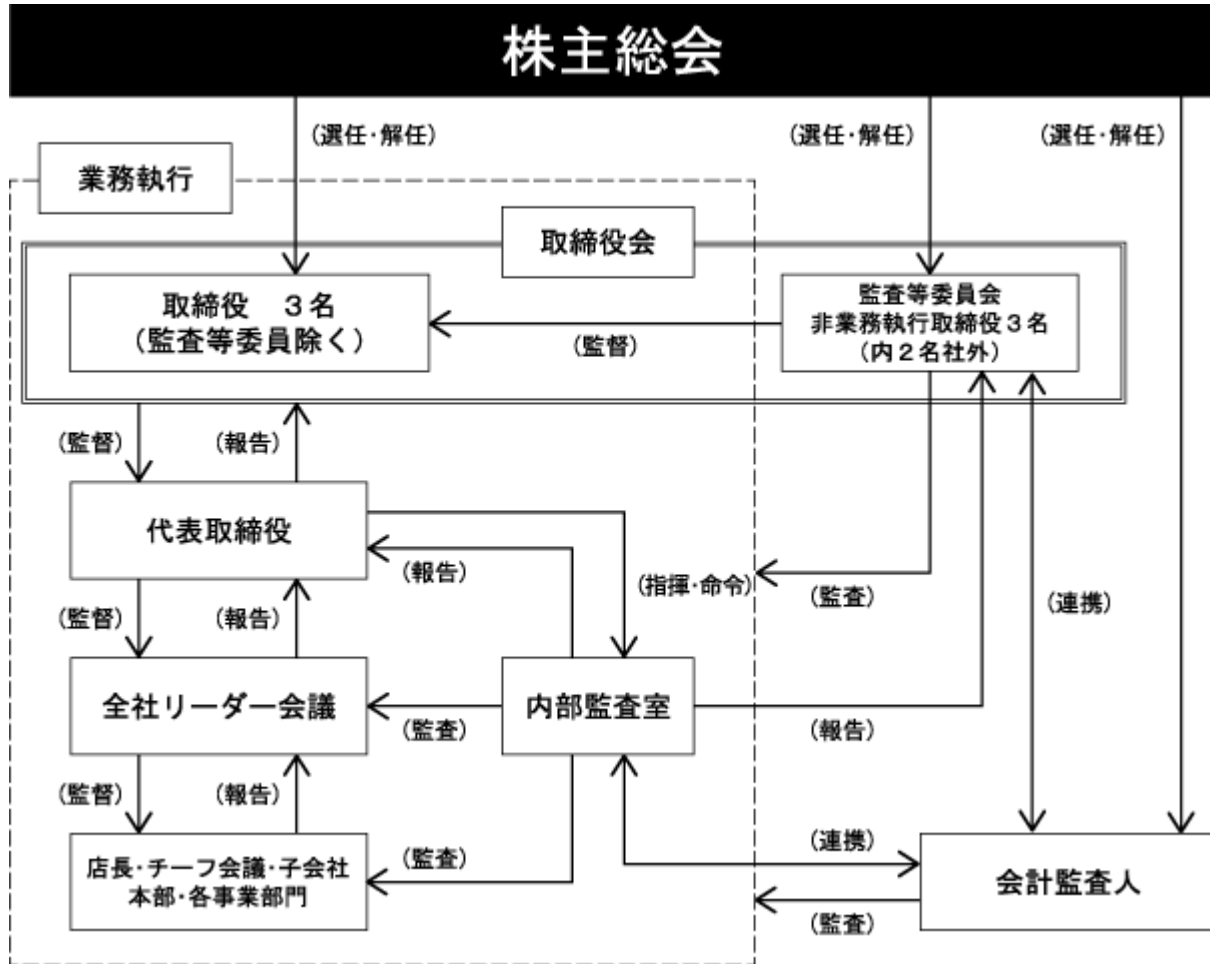 株主総会
(選任・解任)
(選任・解任)
(選任・解任)
業務執行
取締役会
取締役　３名
(監査等委員除く)
監査等委員会
非業務執行取締役３名
(内２名社外)
(監督)
(監督)
(報告)
代表取締役
(報告)
(指揮・命令)
(監査)
(連携)
(監督)
(報告)
全社リーダー会議
(監査)
内部監査室
(報告)
(監督)
(報告)
店長・チーフ会議・子会社
本部・各事業部門
(監査)
(連携)
(監査)
会計監査人